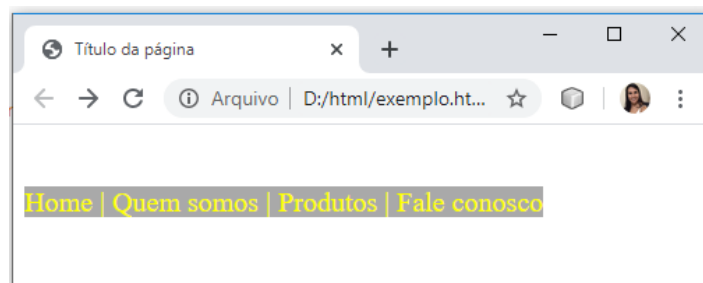 Título da página
Arquivo | D:/html/exemplo.ht...
Home | Quem somos | Produtos | Fale conosco